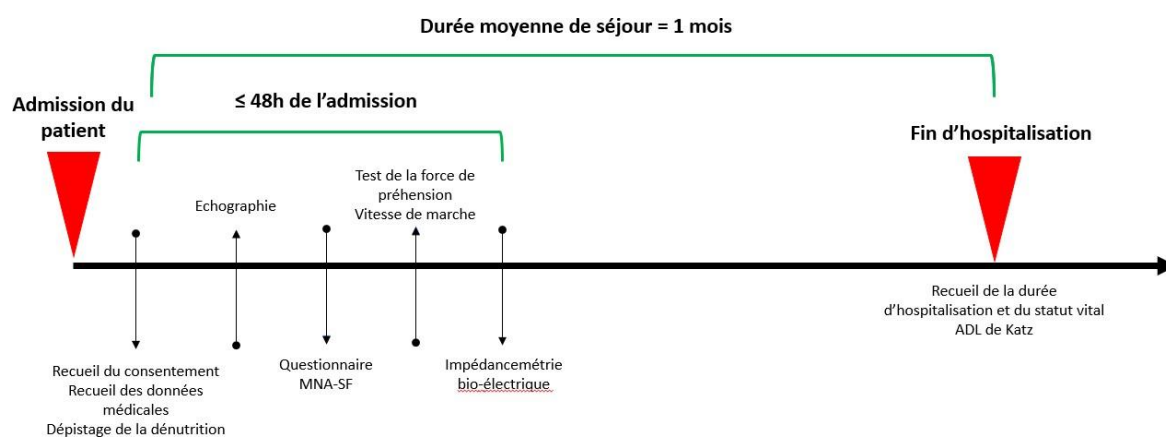 Durée moyenne de séjour = 1 mois
≤ 48h de l’admission
Admission du
patient
Fin d’hospitalisation
Echographie
Test de la force de
préhension
Vitesse de marche
Recueil du consentement
Recueil des données
médicales
Dépistage de la dénutrition
Questionnaire
MNA-SF
Impédancemétrie
bio-électrique
Recueil de la durée
d’hospitalisation et du statut vital
ADL de Katz